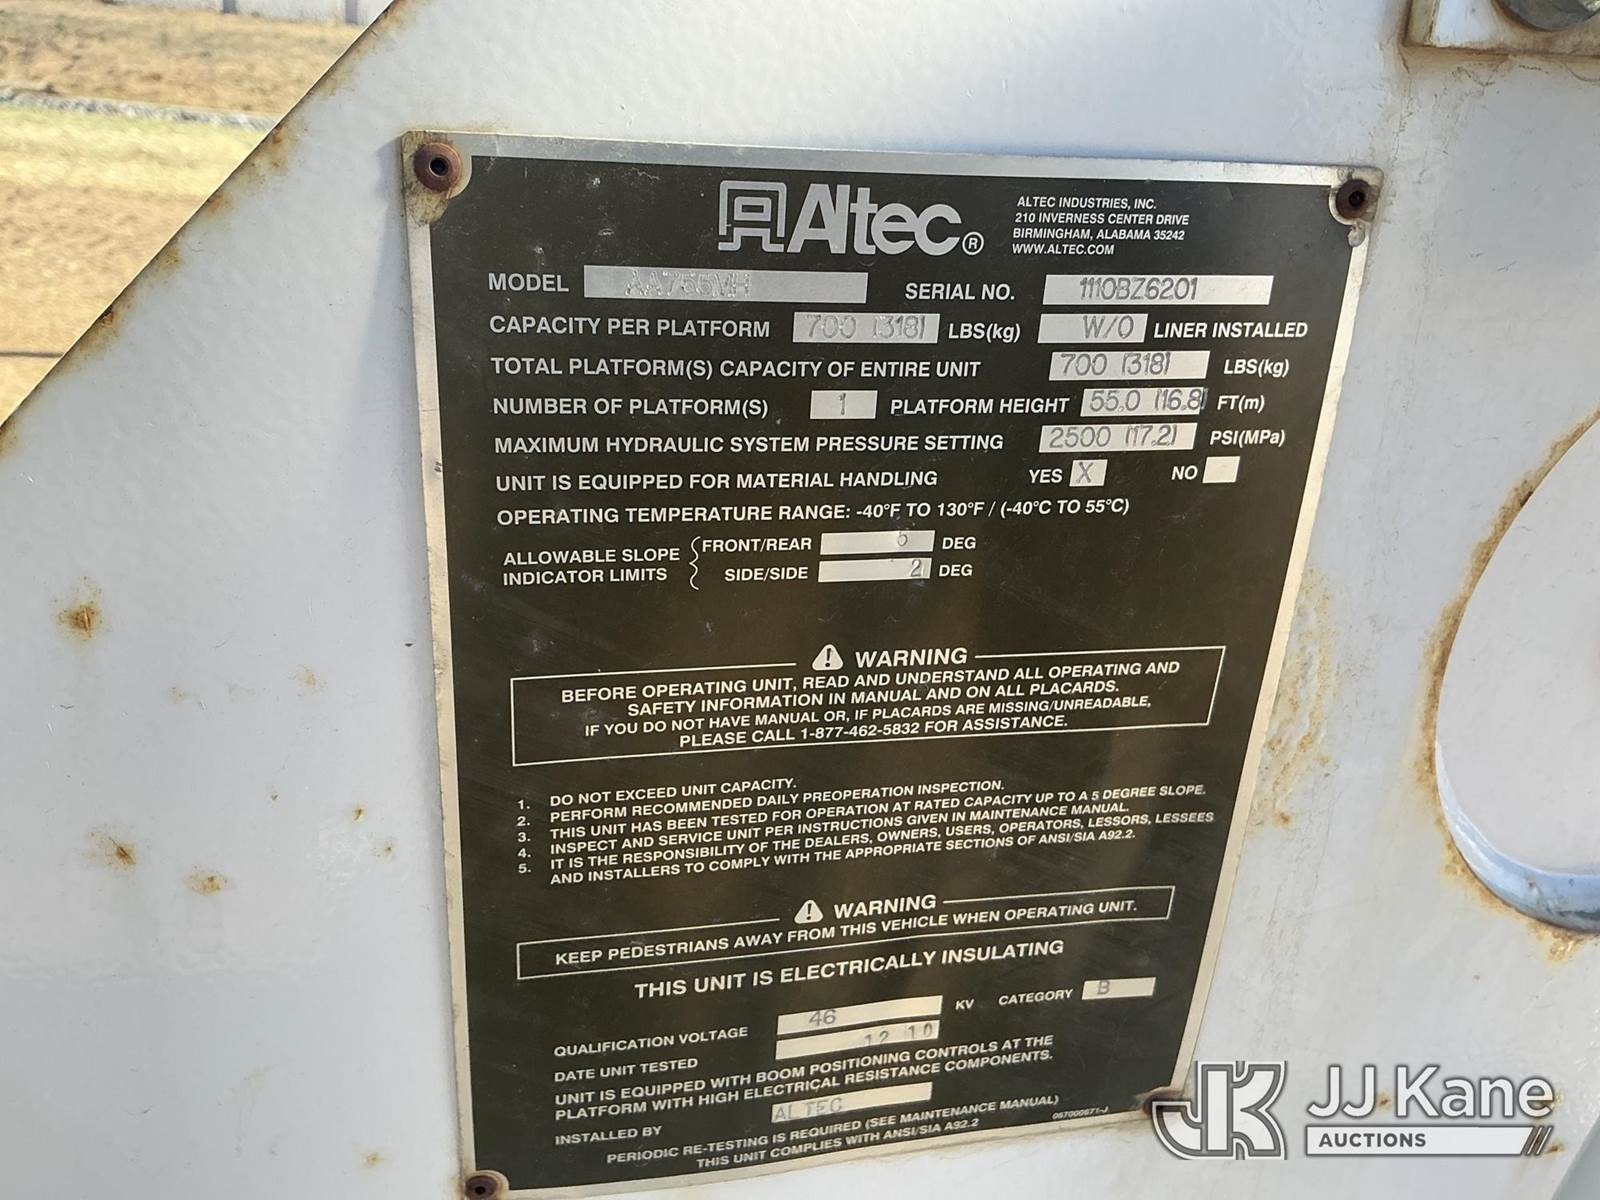 Altec®
ALTEC INDUSTRIES, INC.
210 INVERNESS CENTER DRIVE
BIRMINGHAM, ALABAMA 35242
WWW.ALTEC.COM
MODEL AA755MH SERIAL NO. 1110BZ6201
CAPACITY PER PLATFORM 700 (318) LBS(kg) W/O LINER INSTALLED
TOTAL PLATFORM(S) CAPACITY OF ENTIRE UNIT 700 (318) LBS(kg)
NUMBER OF PLATFORM(S) 1 PLATFORM HEIGHT 55.0 (16.8) FT(m)
MAXIMUM HYDRAULIC SYSTEM PRESSURE SETTING 2500 (17.2) PSI(MPa)
UNIT IS EQUIPPED FOR MATERIAL HANDLING YES X NO
OPERATING TEMPERATURE RANGE: -40°F TO 130°F / (-40°C TO 55°C)
ALLOWABLE SLOPE INDICATOR LIMITS
FRONT/REAR 5 DEG
SIDE/SIDE 2 DEG
WARNING
BEFORE OPERATING UNIT, READ AND UNDERSTAND ALL OPERATING AND
SAFETY INFORMATION IN MANUAL AND ON ALL PLACARDS.
IF YOU DO NOT HAVE MANUAL OR, IF PLACARDS ARE MISSING/UNREADABLE,
PLEASE CALL 1-877-462-5832 FOR ASSISTANCE.
1. DO NOT EXCEED UNIT CAPACITY.
2. PERFORM RECOMMENDED DAILY PREOPERATION INSPECTION.
3. THIS UNIT HAS BEEN TESTED FOR OPERATION AT RATED CAPACITY UP TO A 5 DEGREE SLOPE.
4. INSPECT AND SERVICE UNIT PER INSTRUCTIONS GIVEN IN MAINTENANCE MANUAL.
5. IT IS THE RESPONSIBILITY OF THE DEALERS, OWNERS, USERS, OPERATORS, LESSORS, LESSEES
AND INSTALLERS TO COMPLY WITH THE APPROPRIATE SECTIONS OF ANSI/SIA A92.2.
WARNING
KEEP PEDESTRIANS AWAY FROM THIS VEHICLE WHEN OPERATING UNIT.
THIS UNIT IS ELECTRICALLY INSULATING
QUALIFICATION VOLTAGE 46 KV CATEGORY B
DATE UNIT TESTED 12 10
UNIT IS EQUIPPED WITH BOOM POSITIONING CONTROLS AT THE
PLATFORM WITH HIGH ELECTRICAL RESISTANCE COMPONENTS.
INSTALLED BY ALTEC
PERIODIC RE-TESTING IS REQUIRED (SEE MAINTENANCE MANUAL)
THIS UNIT COMPLIES WITH ANSI/SIA A92.2
067000671-J
JK JJ Kane
AUCTIONS